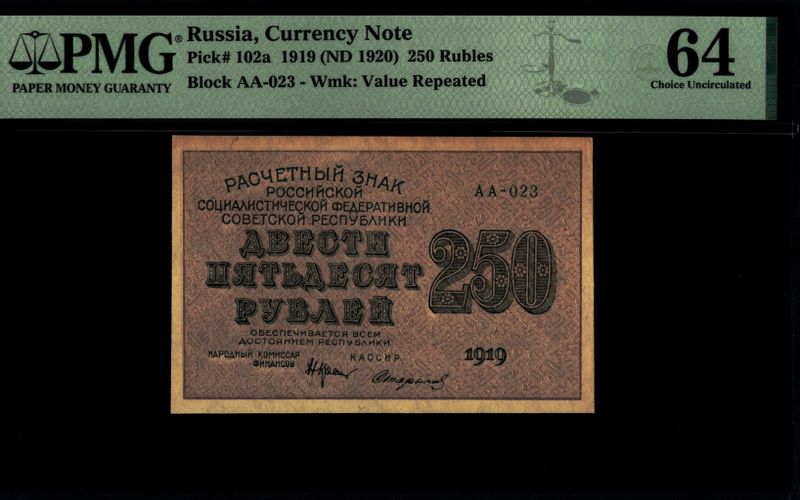 PMG®
PAPER MONEY GUARANTY
Russia, Currency Note
Pick# 102a 1919 (ND 1920) 250 Rubles
Block AA-023 - Wmk: Value Repeated
64
Choice Uncirculated
РАСЧЕТНЫЙ ЗНАК
РОССИЙСКОЙ
СОЦИАЛИСТИЧЕСКОЙ ФЕДЕРАТИВНОЙ
СОВЕТСКОЙ РЕСПУБЛИКИ
АА-023
ДВЕСТИ
ПЯТЬДЕСЯТ
РУБЛЕЙ
250
ОБЕСПЕЧИВАЕТСЯ ВСЕМ
ДОСТОЯНИЕМ РЕСПУБЛИКИ
НАРОДНЫЙ КОМИССАР
ФИНАНСОВ
КАССИР
1919